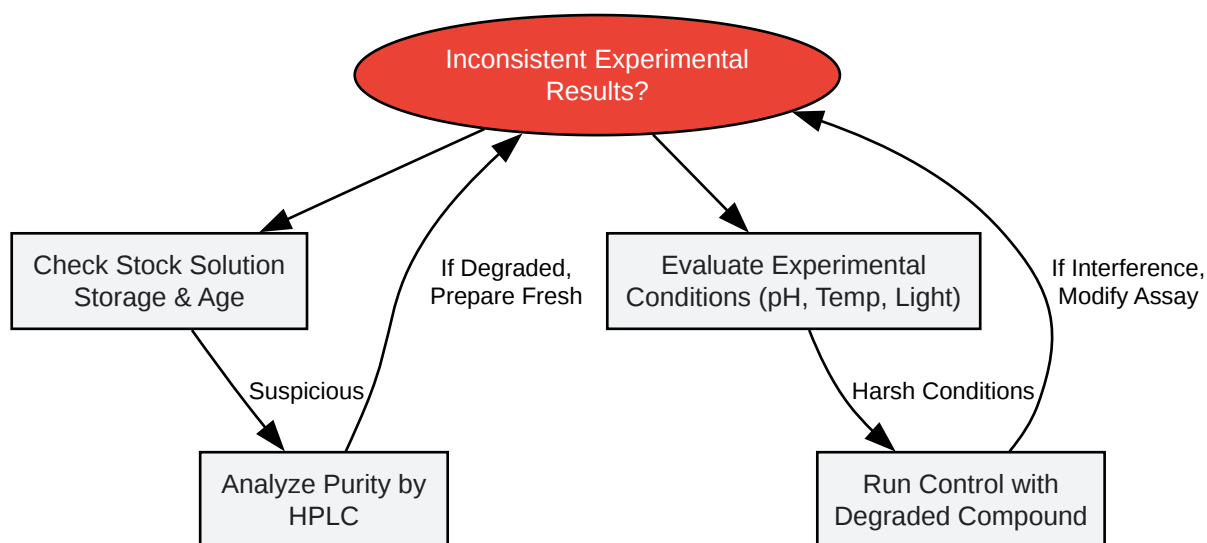 Inconsistent Experimental
Results?
Check Stock Solution
Storage & Age
If Degraded,
Prepare Fresh
Evaluate Experimental
Conditions (pH, Temp, Light)
If Interference,
Modify Assay
Suspicious
Harsh Conditions
Analyze Purity by
HPLC
Run Control with
Degraded Compound